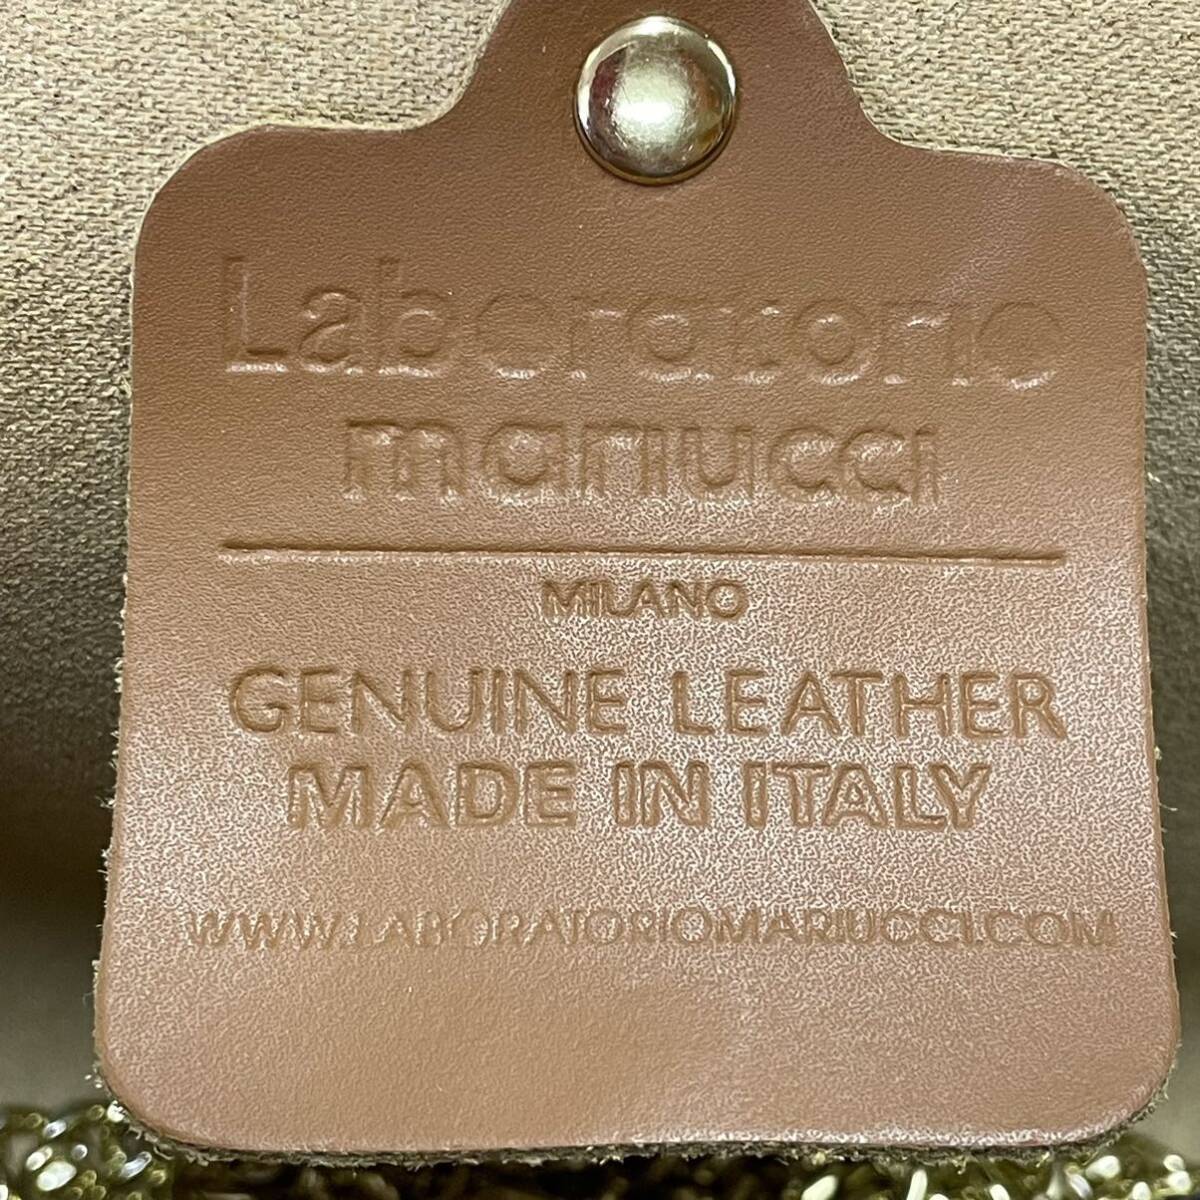 Laboratorio
mariucci
MILANO
GENUINE LEATHER
MADE IN ITALY
WWW.LABORATORIOMARIUCCI.COM